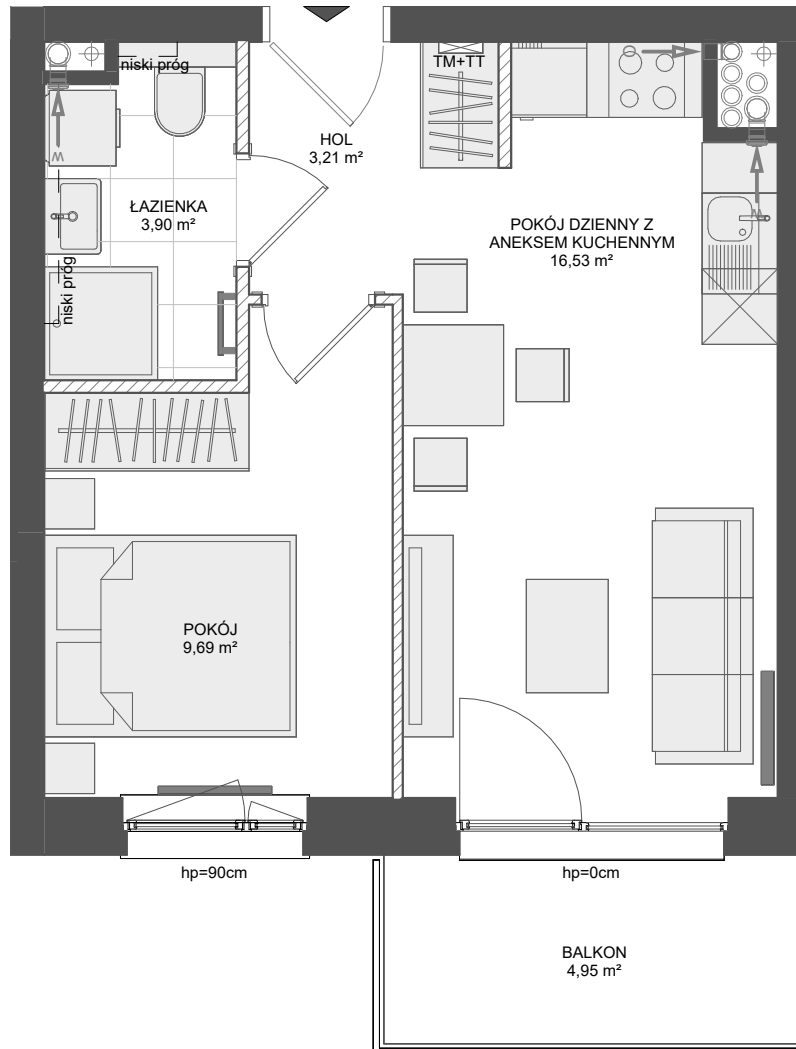 niski próg
TM+TT
HOL
3,21 m²
ŁAZIENKA
3,90 m²
POKÓJ DZIENNY Z
ANEKSEM KUCHENNYM
16,53 m²
niski próg
POKÓJ
9,69 m²
hp=90cm
hp=0cm
BALKON
4,95 m²
W
W